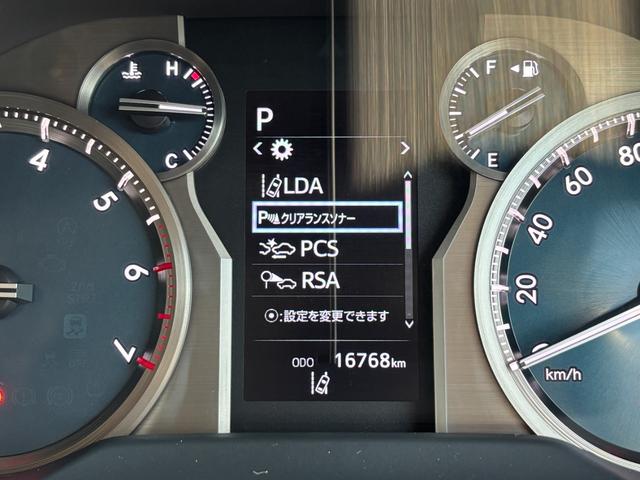 H
C
F
E
P
LDA
Pクリアランスソナー
PCS
RSA
:設定を変更できます
ODO 16768km
4
5
6
7
20
40
60
80
km/h